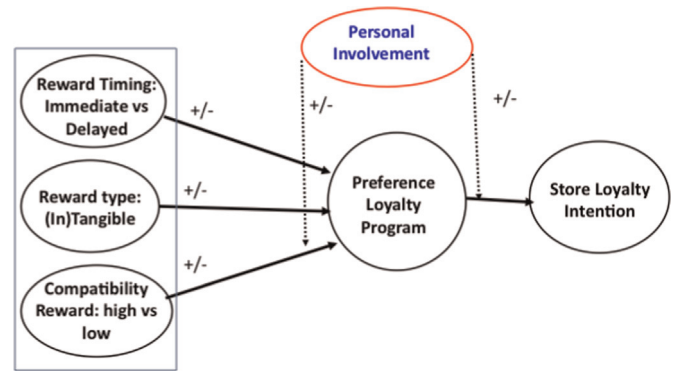 Personal
Involvement
Reward Timing:
Immediate vs
Delayed
+/-
+/-
+/-
Reward type:
(In)Tangible
+/-
Preference
Loyalty
Program
Store Loyalty
Intention
+/-
Compatibility
Reward: high vs
low